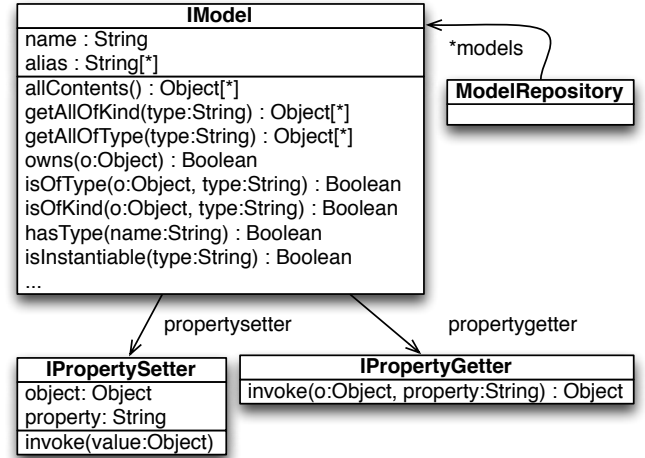 IModel
name : String
alias : String[*]
allContents() : Object[*]
getAllOfKind(type:String) : Object[*]
getAllOfType(type:String) : Object[*]
owns(o:Object) : Boolean
isOfType(o:Object, type:String) : Boolean
isOfKind(o:Object, type:String) : Boolean
hasType(name:String) : Boolean
isInstantiable(type:String) : Boolean
...
*models
ModelRepository
propertysetter
propertygetter
IPropertySetter
object: Object
property: String
invoke(value:Object)
IPropertyGetter
invoke(o:Object, property:String) : Object